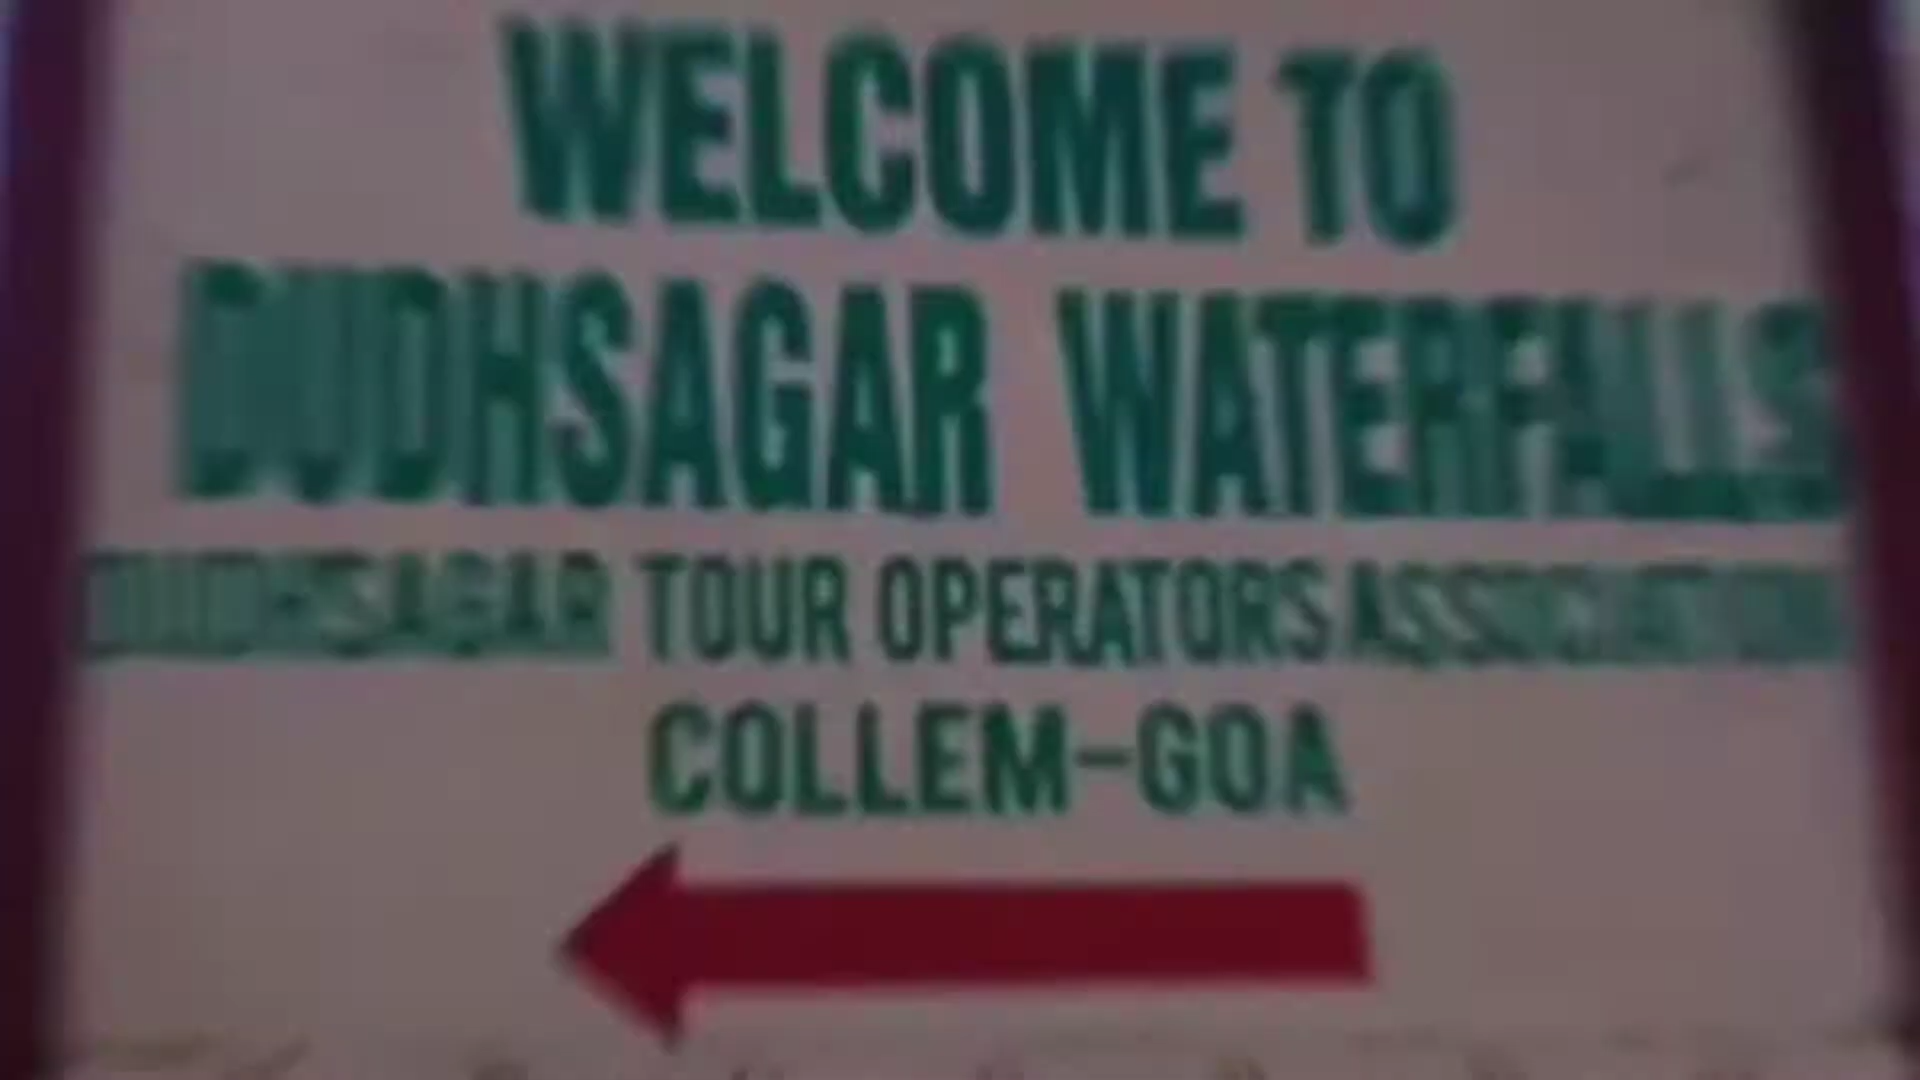 WELCOME TO
DUDHSAGAR WATERFALLS
DUDHSAGAR TOUR OPERATORS ASSOCIATION
COLLEM-GOA